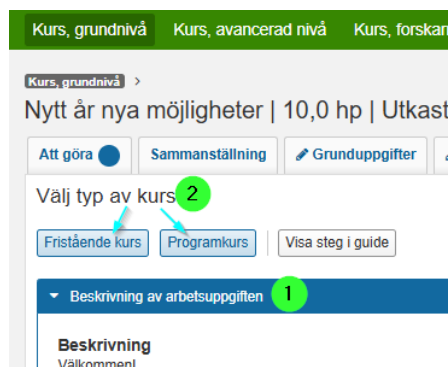 Kurs, grundnivå Kurs, avancerad nivå Kurs, forskar
Kurs, grundnivå >
Nytt år nya möjligheter | 10,0 hp | Utkast
Att göra Sammanställning Grunduppgifter
Välj typ av kurs 2
Fristående kurs Programkurs Visa steg i guide
Beskrivning av arbetsuppgiften 1
Beskrivning
Välkommen!